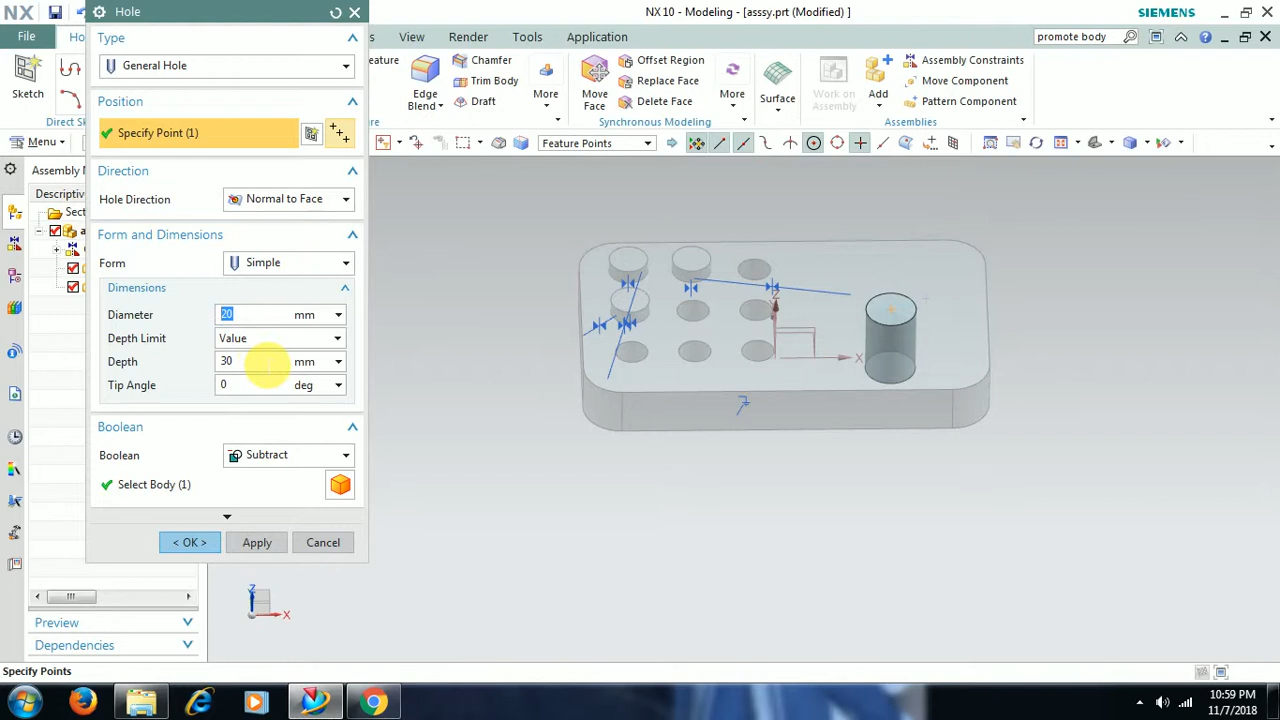 NX
Hole
NX 10 - Modeling - [asssy.prt (Modified) ]
SIEMENS
File
Type
View
Render
Tools
Application
promote body
General Hole
Sketch
Edge
Blend
Chamfer
Trim Body
Draft
More
Move
Face
Offset Region
Replace Face
Delete Face
More
Surface
Work on
Assembly
Add
Assembly Constraints
Move Component
Pattern Component
Synchronous Modeling
Assemblies
Position
Specify Point (1)
Menu
Feature Points
Direction
Hole Direction
Normal to Face
Form and Dimensions
Form
Simple
Dimensions
Diameter
20
mm
Depth Limit
Value
Depth
30
mm
Tip Angle
0
deg
Boolean
Boolean
Subtract
Select Body (1)
< OK >
Apply
Cancel
Z
X
Z
X
Preview
Dependencies
Specify Points
10:59 PM
11/7/2018